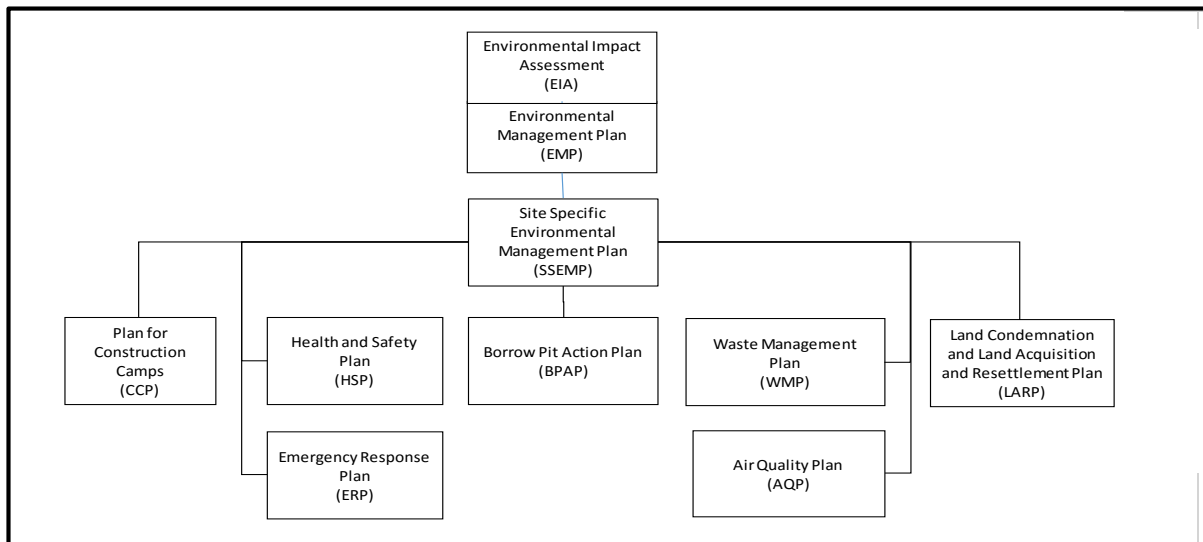 Environmental Impact
Assessment
(EIA)
Environmental
Management Plan
(EMP)
Site Specific
Environmental
Management Plan
(SSEMP)
Plan for
Construction
Camps
(CCP)
Health and Safety
Plan
(HSP)
Borrow Pit Action Plan
(BPAP)
Waste Management
Plan
(WMP)
Land Condemnation
and Land Acquisition
and Resettlement Plan
(LARP)
Emergency Response
Plan
(ERP)
Air Quality Plan
(AQP)